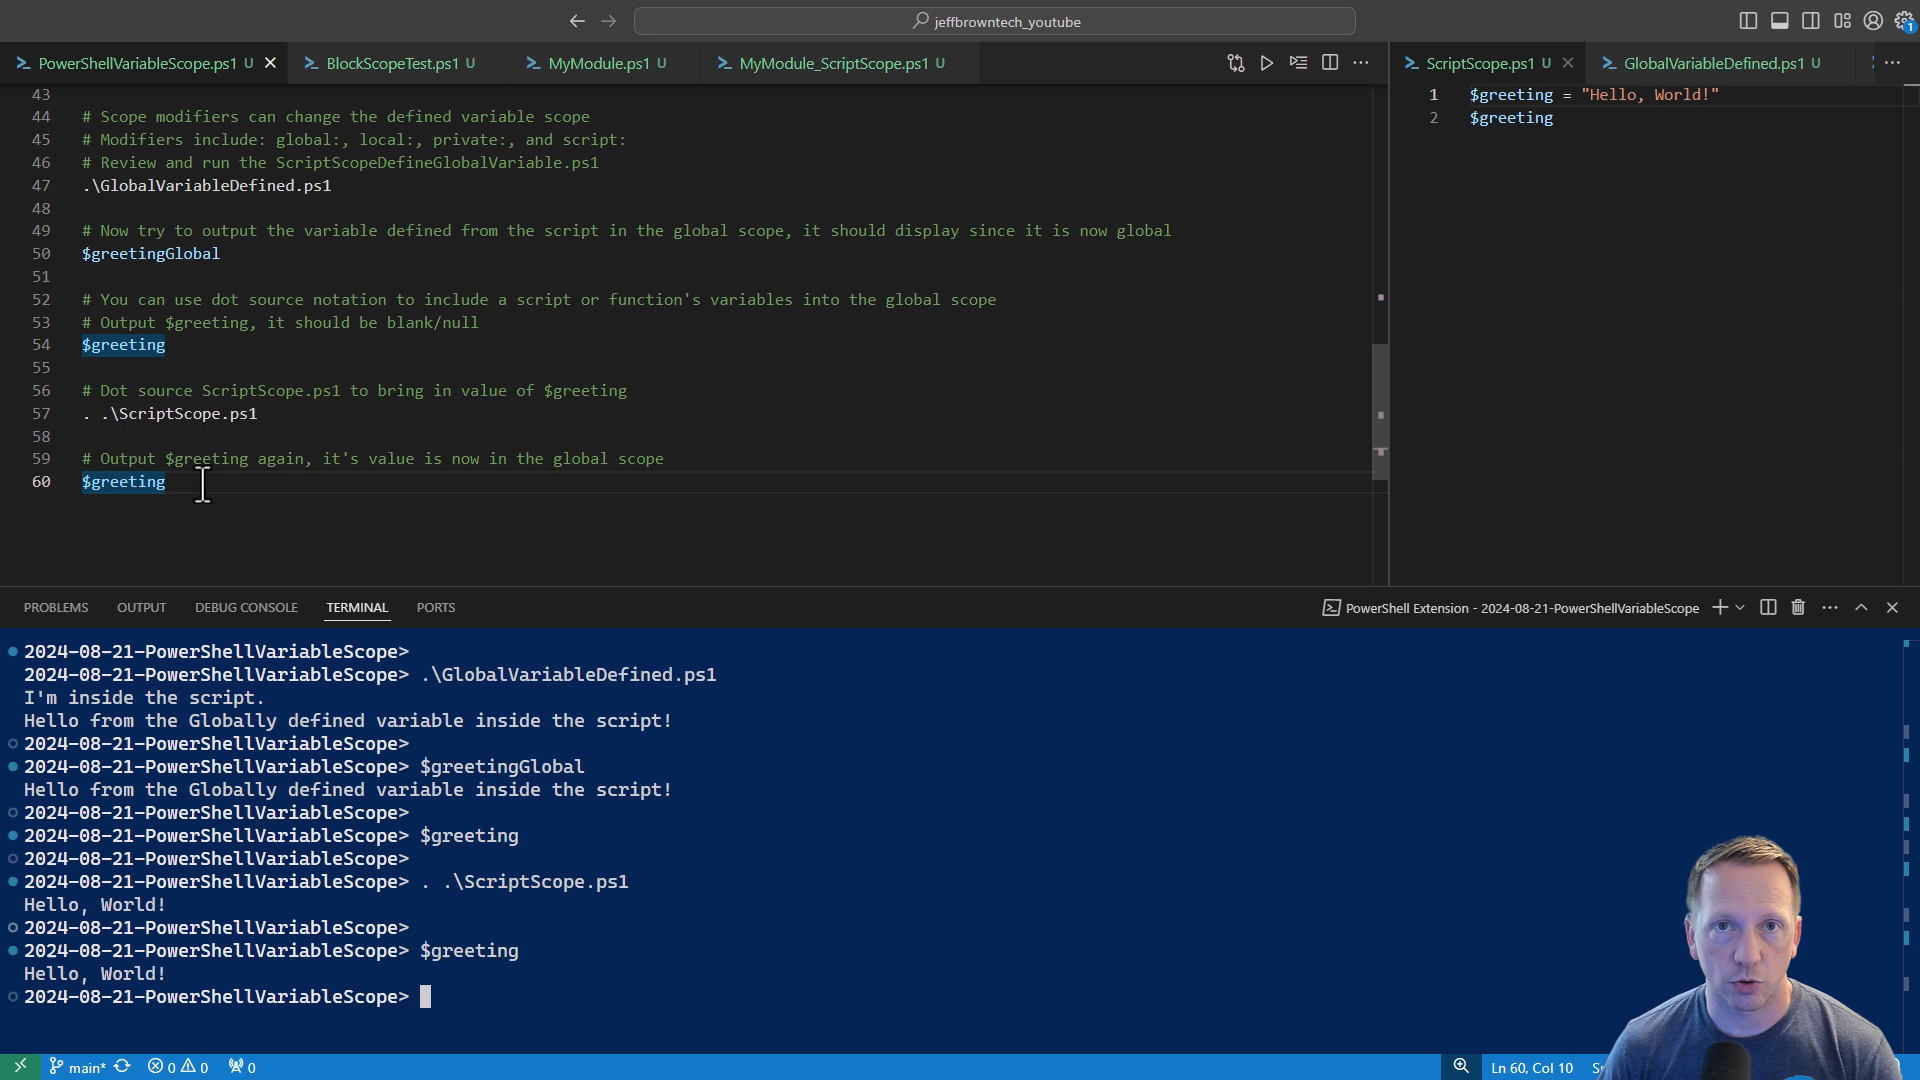 jeffbrowntech_youtube
1
PowerShellVariableScope.ps1 U
BlockScopeTest.ps1 U
MyModule.ps1 U
MyModule_ScriptScope.ps1 U
ScriptScope.ps1 U
GlobalVariableDefined.ps1 U
43
44 # Scope modifiers can change the defined variable scope
45 # Modifiers include: global:, local:, private:, and script:
46 # Review and run the ScriptScopeDefineGlobalVariable.ps1
47 .\GlobalVariableDefined.ps1
48
49 # Now try to output the variable defined from the script in the global scope, it should display since it is now global
50 $greetingGlobal
51
52 # You can use dot source notation to include a script or function's variables into the global scope
53 # Output $greeting, it should be blank/null
54 $greeting
55
56 # Dot source ScriptScope.ps1 to bring in value of $greeting
57 . .\ScriptScope.ps1
58
59 # Output $greeting again, it's value is now in the global scope
60 $greeting
1 $greeting = "Hello, World!"
2 $greeting
PROBLEMS OUTPUT DEBUG CONSOLE TERMINAL PORTS
PowerShell Extension - 2024-08-21-PowerShellVariableScope
2024-08-21-PowerShellVariableScope>
2024-08-21-PowerShellVariableScope> .\GlobalVariableDefined.ps1
I'm inside the script.
Hello from the Globally defined variable inside the script!
2024-08-21-PowerShellVariableScope>
2024-08-21-PowerShellVariableScope> $greetingGlobal
Hello from the Globally defined variable inside the script!
2024-08-21-PowerShellVariableScope>
2024-08-21-PowerShellVariableScope> $greeting
2024-08-21-PowerShellVariableScope>
2024-08-21-PowerShellVariableScope> . .\ScriptScope.ps1
Hello, World!
2024-08-21-PowerShellVariableScope>
2024-08-21-PowerShellVariableScope> $greeting
Hello, World!
2024-08-21-PowerShellVariableScope>
main* 0 0 0
Ln 60, Col 10